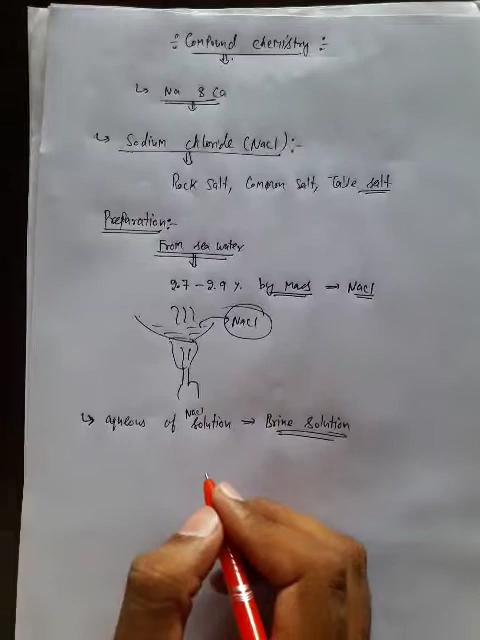 ÷ Compound chemistry ÷
↳ Na & Ca
↳ Sodium chloride (NaCl):-
Rock salt, Common salt, Table salt
Preparation:-
From sea water
2.7 - 2.9 % by mass → NaCl
NaCl
↳ aqueous of NaCl solution → Brine solution